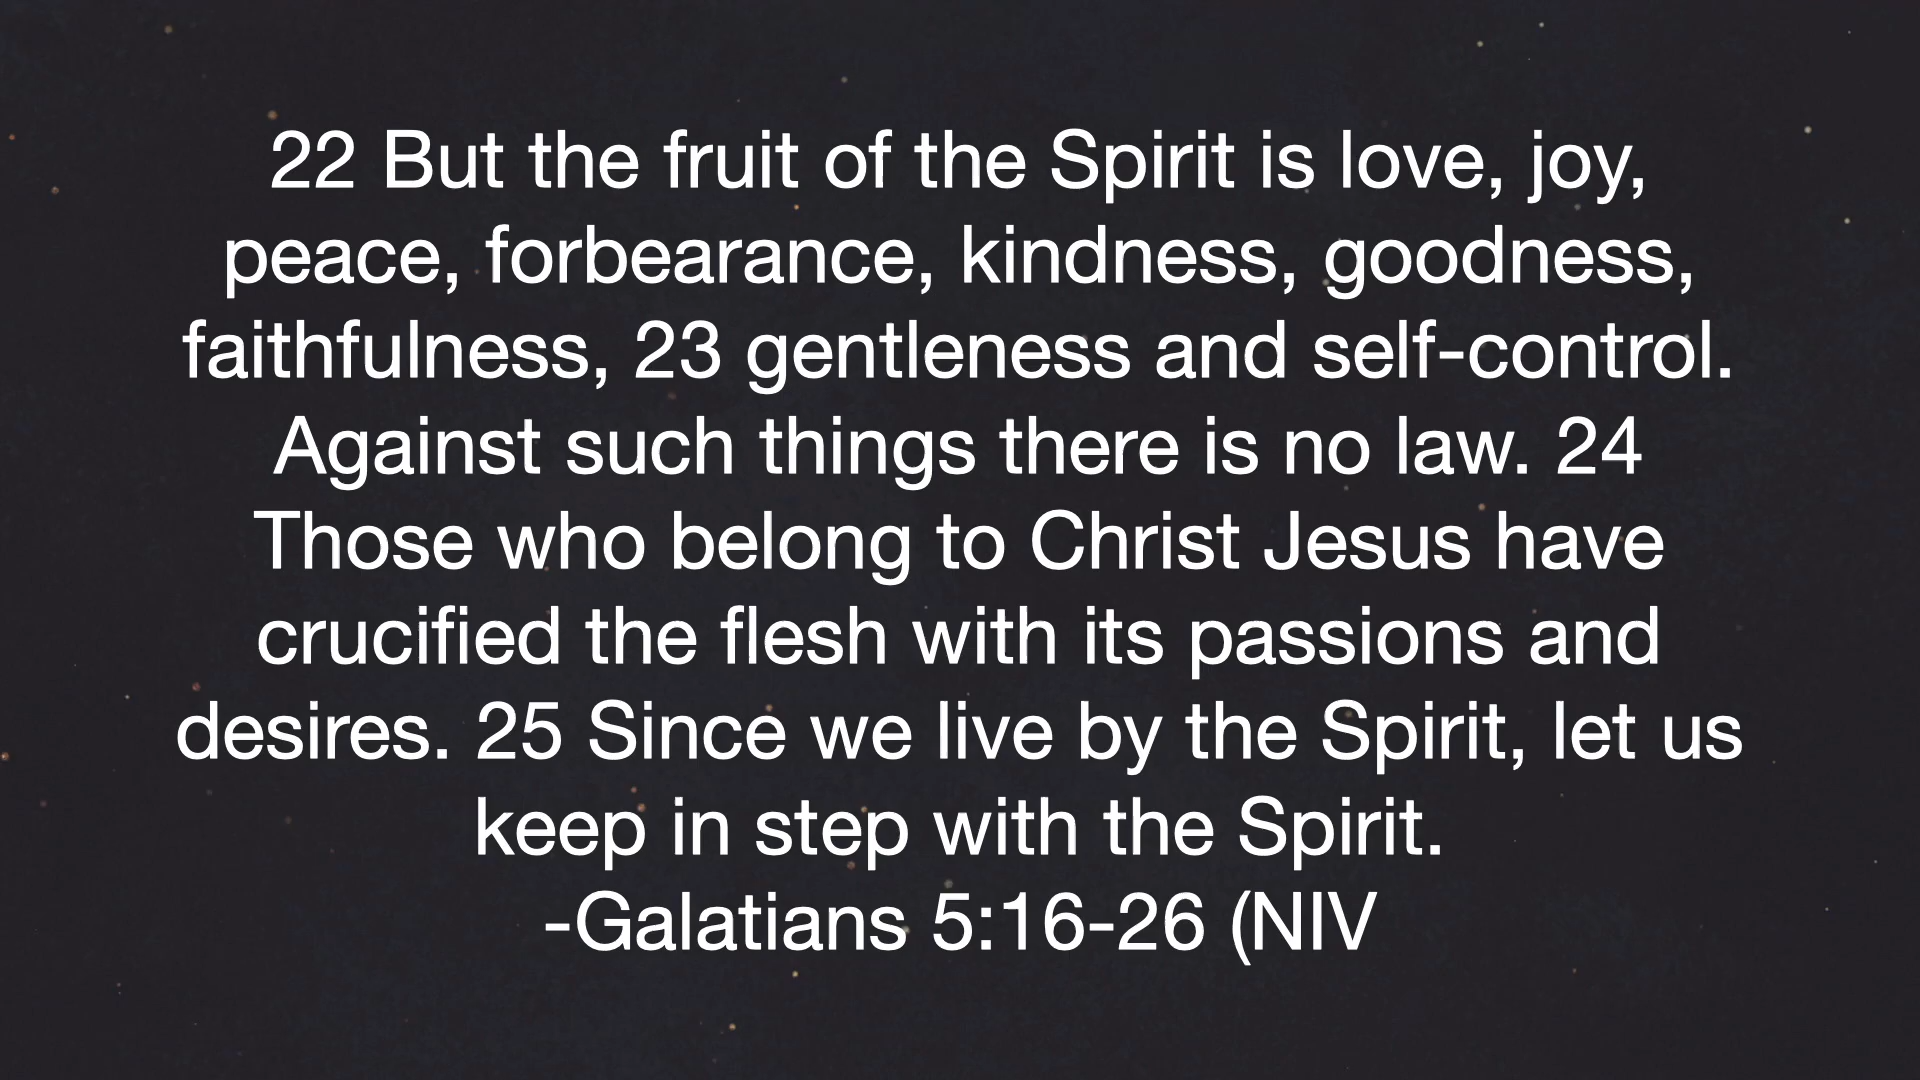 22 But the fruit of the Spirit is love, joy,
peace, forbearance, kindness, goodness,
faithfulness, 23 gentleness and self-control.
Against such things there is no law. 24
Those who belong to Christ Jesus have
crucified the flesh with its passions and
desires. 25 Since we live by the Spirit, let us
keep in step with the Spirit.
-Galatians 5:16-26 (NIV